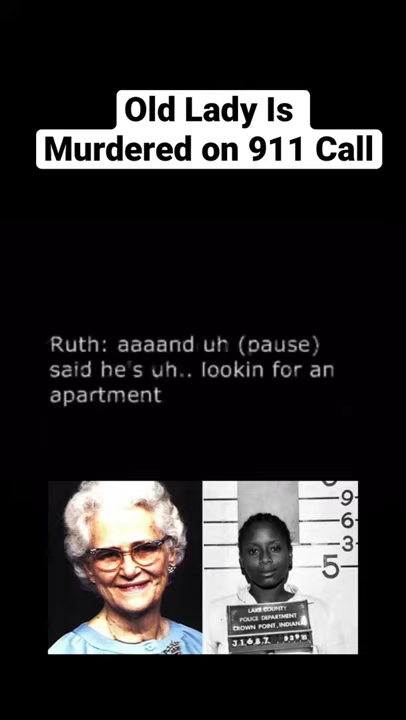 Old Lady Is
Murdered on 911 Call
Ruth: aaaand uh (pause)
said he's uh.. lookin for an
apartment
9
6
3
5
LAKE COUNTY
POLICE DEPARTMENT
CROWN POINT, INDIANA